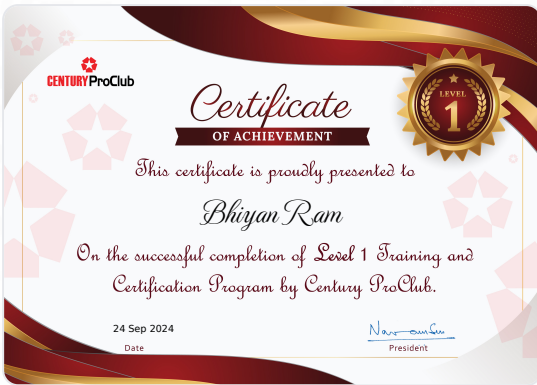 CENTURY ProClub
Certificate
OF ACHIEVEMENT
LEVEL
1
This certificate is proudly presented to
Bhiyan Ram
On the successful completion of Level 1 Training and
Certification Program by Century ProClub.
24 Sep 2024
Date
President